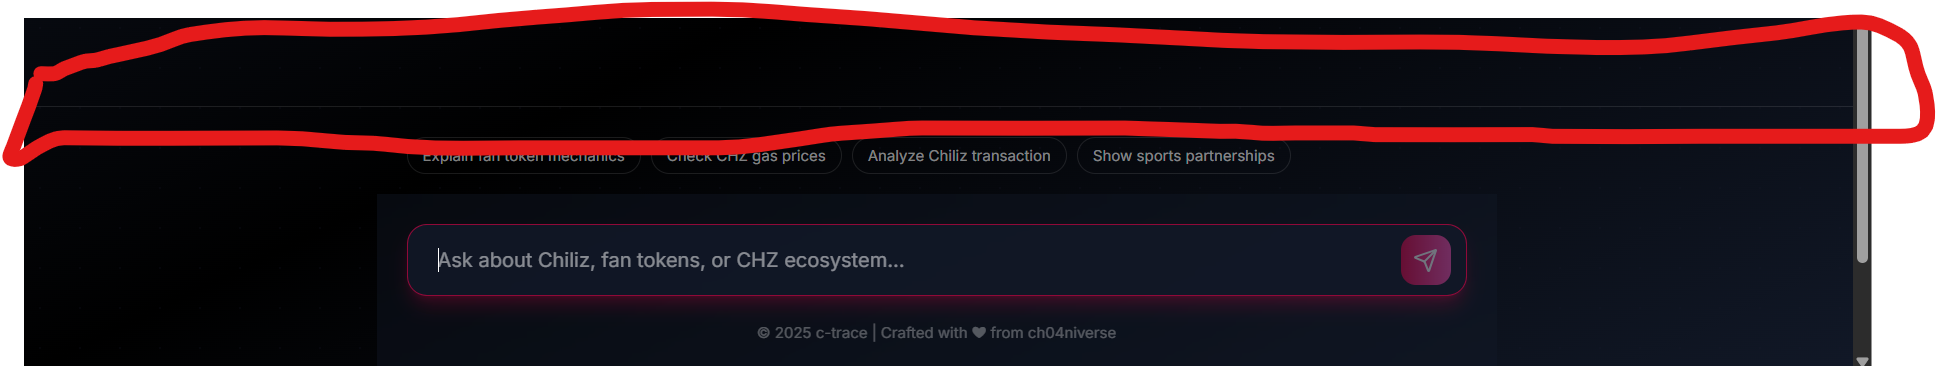 Explain fan token mechanics
Check CHZ gas prices
Analyze Chiliz transaction
Show sports partnerships
Ask about Chiliz, fan tokens, or CHZ ecosystem...
© 2025 c-trace | Crafted with ♥ from ch04niverse